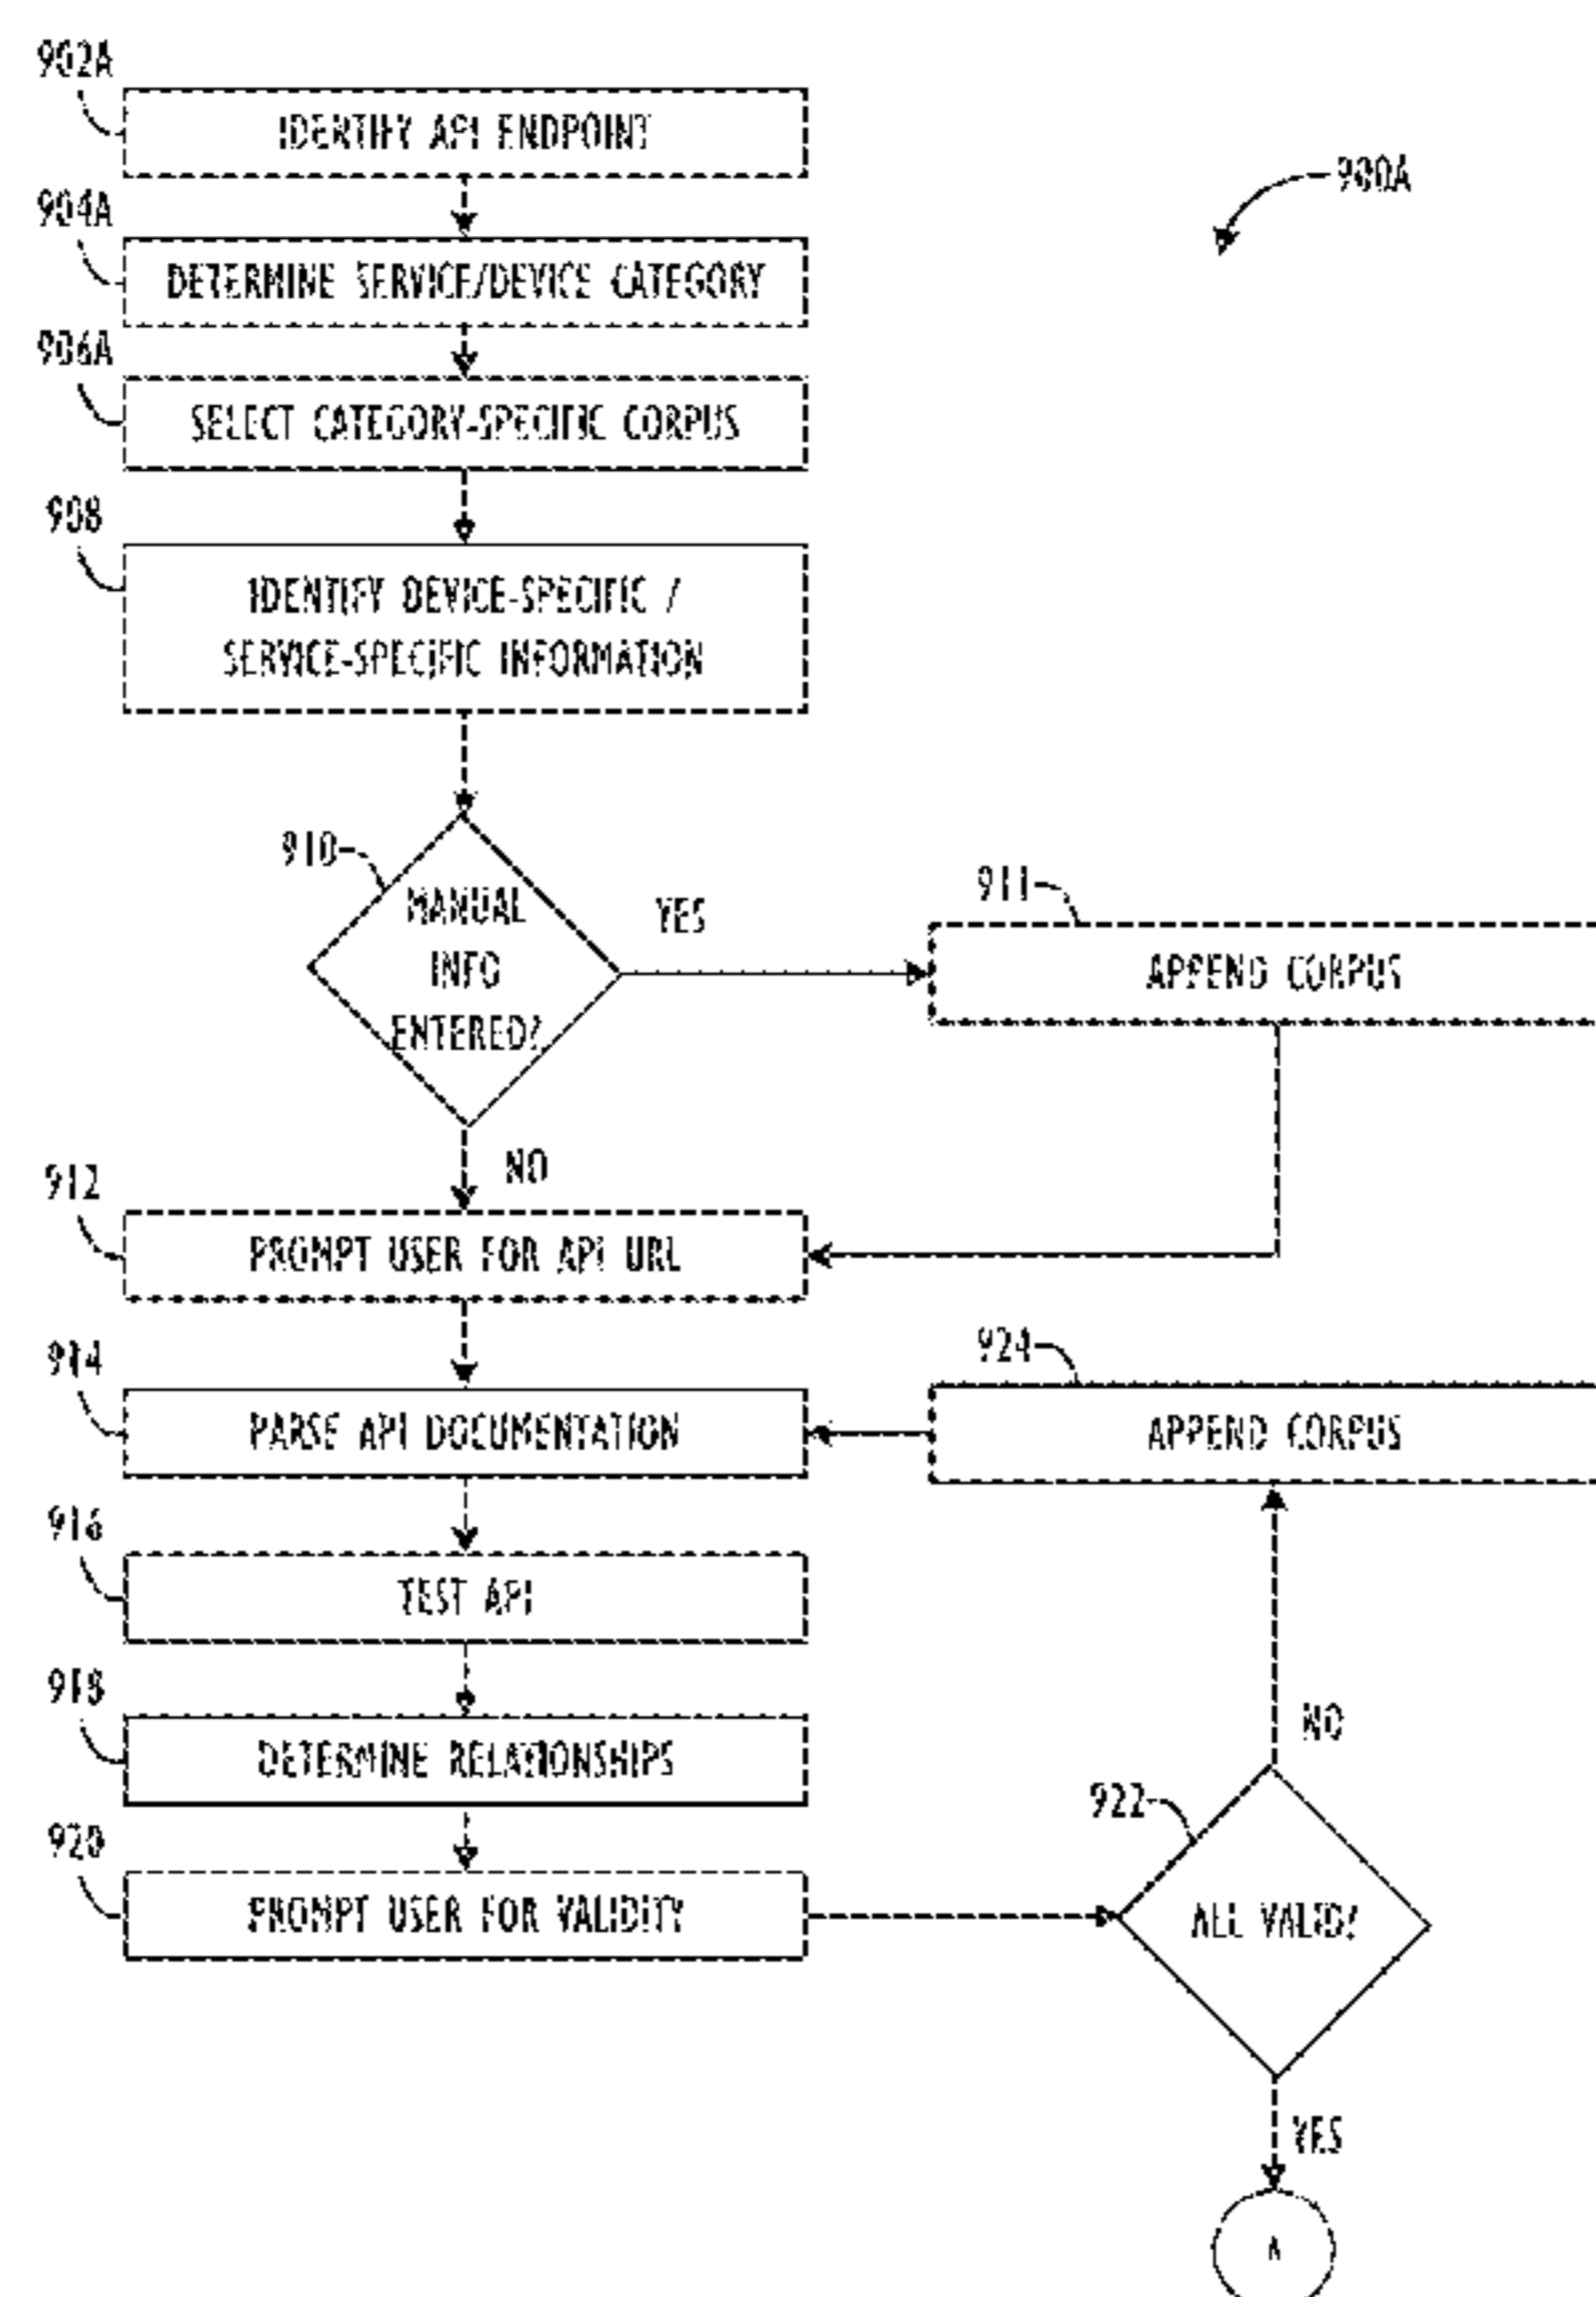 902A
IDENTIFY API ENDPOINT
900A
904A
DETERMINE SERVICE/DEVICE CATEGORY
906A
SELECT CATEGORY-SPECIFIC CORPUS
908
IDENTIFY DEVICE-SPECIFIC /
SERVICE-SPECIFIC INFORMATION
910
MANUAL
INFO
ENTERED?
YES
911
APPEND CORPUS
NO
912
PROMPT USER FOR API URL
914
PARSE API DOCUMENTATION
924
APPEND CORPUS
916
TEST API
918
DETERMINE RELATIONSHIPS
NO
920
PROMPT USER FOR VALIDITY
922
ALL VALID?
YES
A